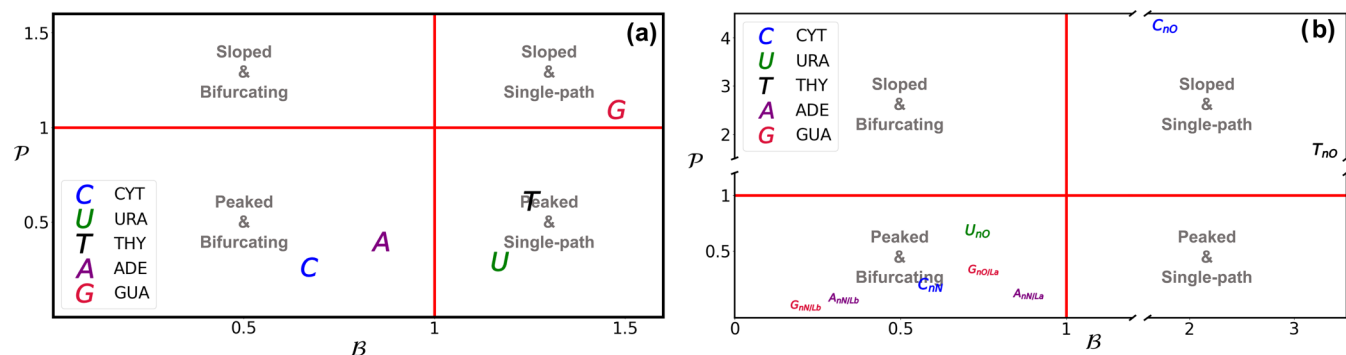 (a)
1.5
1
0.5
𝒫
Sloped
&
Bifurcating
Sloped
&
Single-path
G
Peaked
&
Bifurcating
Peaked
&
Single-path
T
A
C
U
C CYT
U URA
T THY
A ADE
G GUA
0.5
1
1.5
ℬ
(b)
4
3
2
1
0.5
𝒫
C CYT
U URA
T THY
A ADE
G GUA
C_nO
Sloped
&
Bifurcating
Sloped
&
Single-path
T_nO
Peaked
&
Bifurcating
Peaked
&
Single-path
U_nO
G_nO/La
C_nN
A_nN/La
A_nN/Lb
G_nN/Lb
0
0.5
1
2
3
ℬ